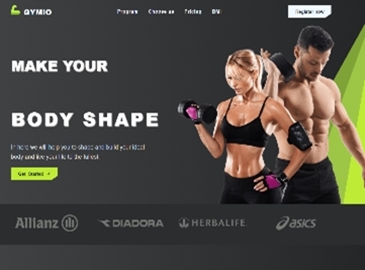 GYMIO
Program Choose us Pricing BMI
Register now
MAKE YOUR
BODY SHAPE
In here we will help you to shape and build your ideal
body and live your life to the fullest.
Get Started
Allianz DIADORA HERBALIFE asics